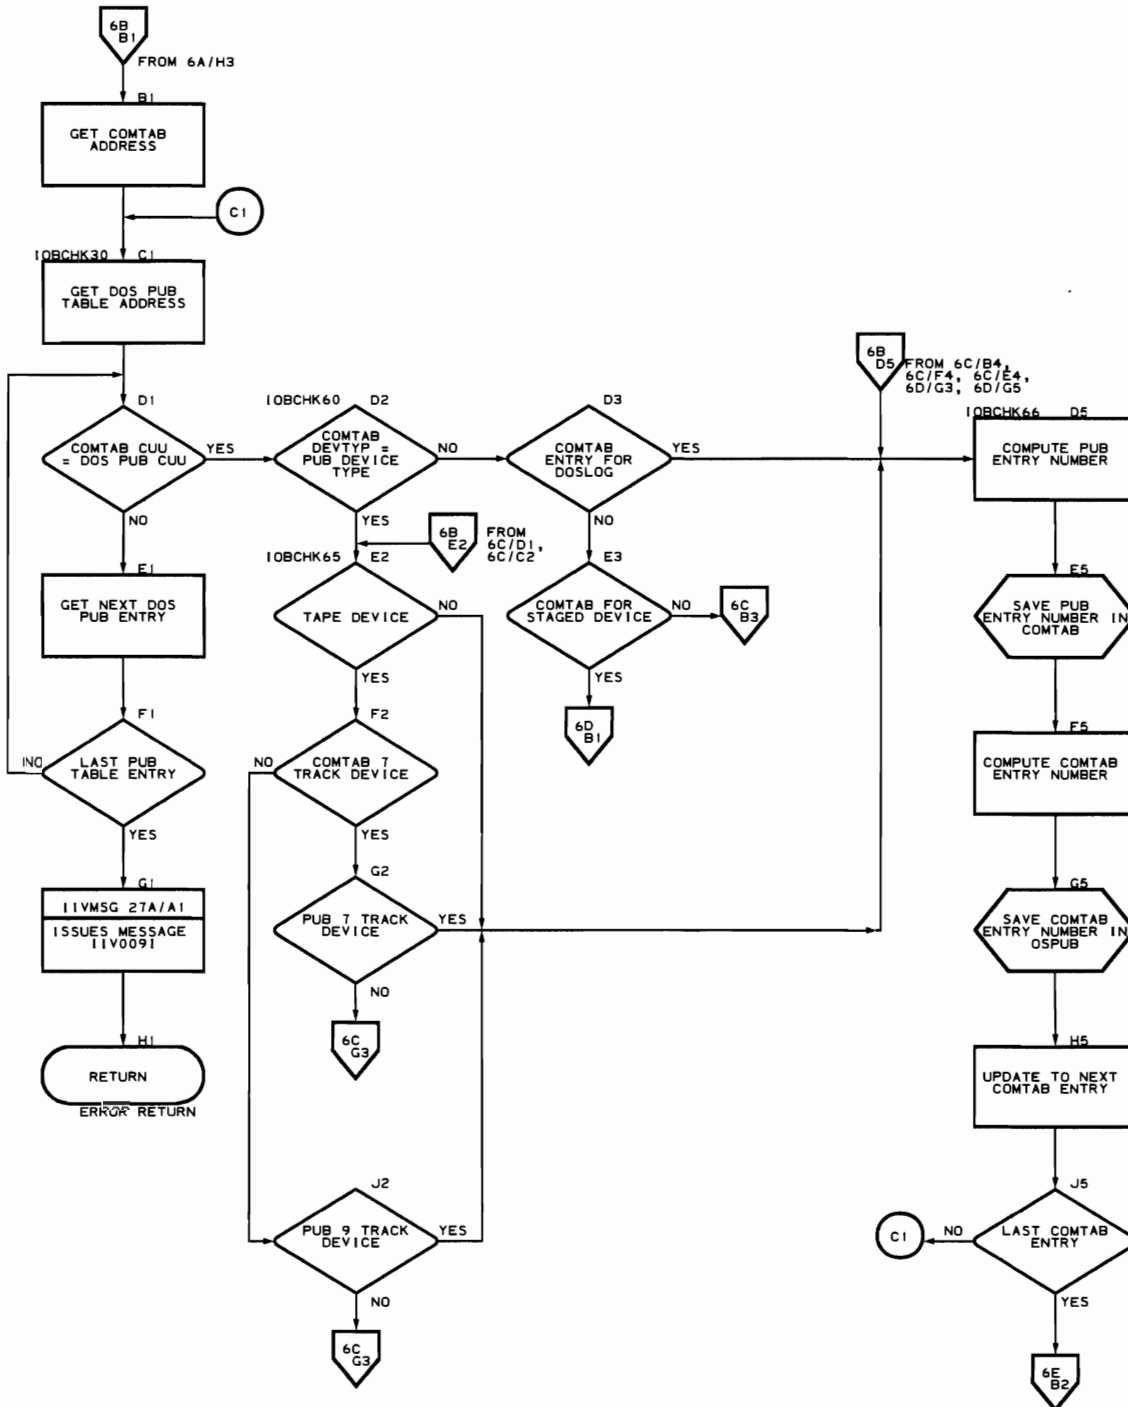 6B
B1
FROM 6A/H3
B1
GET COMTAB
ADDRESS
C1
IOBCHK30
C1
GET DOS PUB
TABLE ADDRESS
D1
COMTAB CUU
= DOS PUB CUU
YES
NO
E1
GET NEXT DOS
PUB ENTRY
F1
LAST PUB
TABLE ENTRY
NO
YES
G1
IIVMSG 27A/A1
ISSUES MESSAGE
IIV009I
H1
RETURN
ERROR RETURN
IOBCHK60
D2
COMTAB
DEVTYP =
PUB DEVICE
TYPE
NO
YES
6B
E2
FROM
6C/D1,
6C/C2
IOBCHK65
E2
TAPE DEVICE
NO
YES
F2
COMTAB 7
TRACK DEVICE
NO
YES
G2
PUB 7 TRACK
DEVICE
YES
NO
6C
G3
J2
PUB 9 TRACK
DEVICE
YES
NO
6C
G3
D3
COMTAB
ENTRY FOR
DOSLOG
YES
NO
E3
COMTAB FOR
STAGED DEVICE
NO
6C
B3
YES
6D
B1
6B
D5
FROM 6C/B4,
6C/F4, 6C/E4,
6D/G3, 6D/G5
IOBCHK66
D5
COMPUTE PUB
ENTRY NUMBER
E5
SAVE PUB
ENTRY NUMBER IN
COMTAB
F5
COMPUTE COMTAB
ENTRY NUMBER
G5
SAVE COMTAB
ENTRY NUMBER IN
OSPUB
H5
UPDATE TO NEXT
COMTAB ENTRY
J5
LAST COMTAB
ENTRY
NO
C1
YES
6E
B2